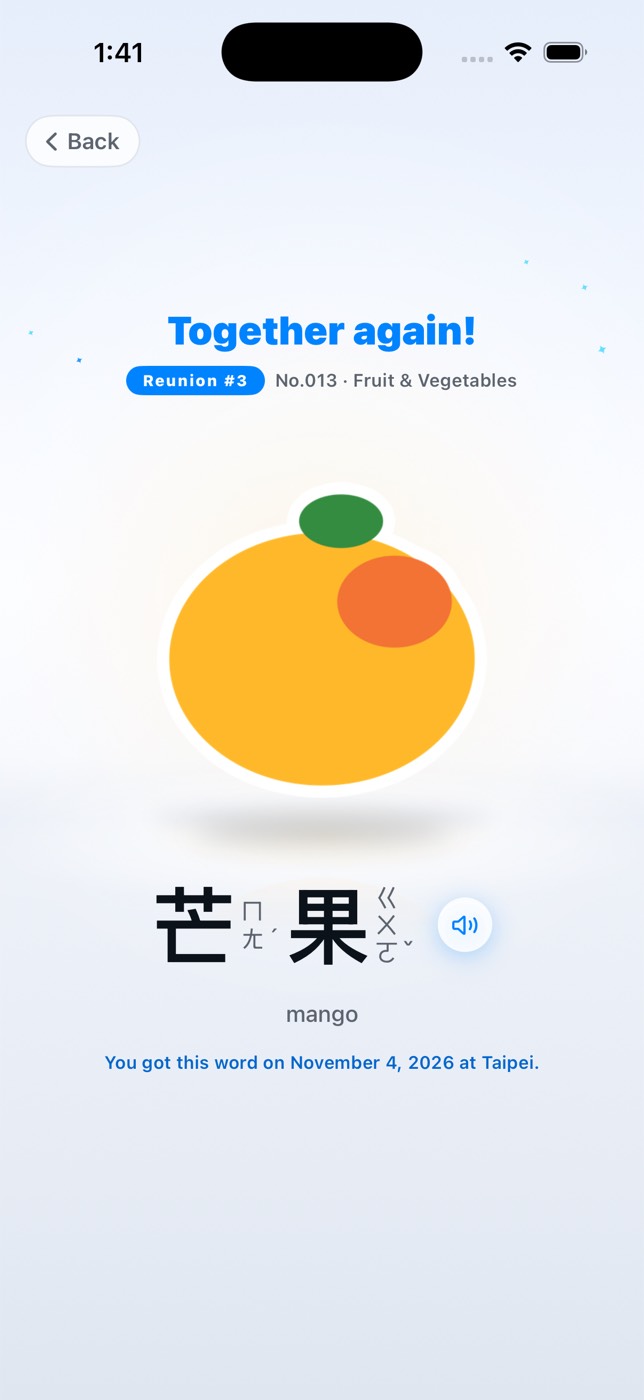 1:41
Back
Together again!
Reunion #3 No.013 · Fruit & Vegetables
芒ㄇㄤˊ果ㄍㄨㄛˇ
mango
You got this word on November 4, 2026 at Taipei.